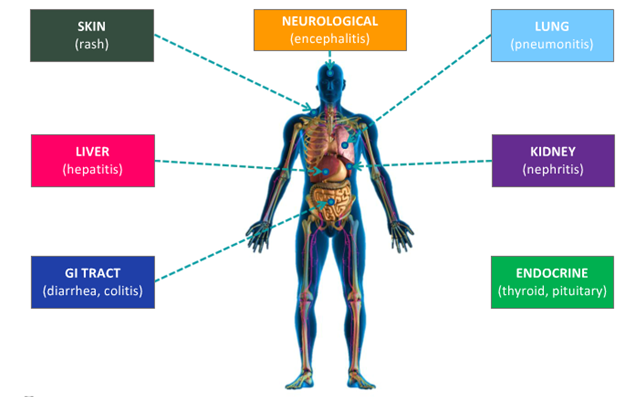 SKIN
(rash)
NEUROLOGICAL
(encephalitis)
LUNG
(pneumonitis)
LIVER
(hepatitis)
KIDNEY
(nephritis)
GI TRACT
(diarrhea, colitis)
ENDOCRINE
(thyroid, pituitary)